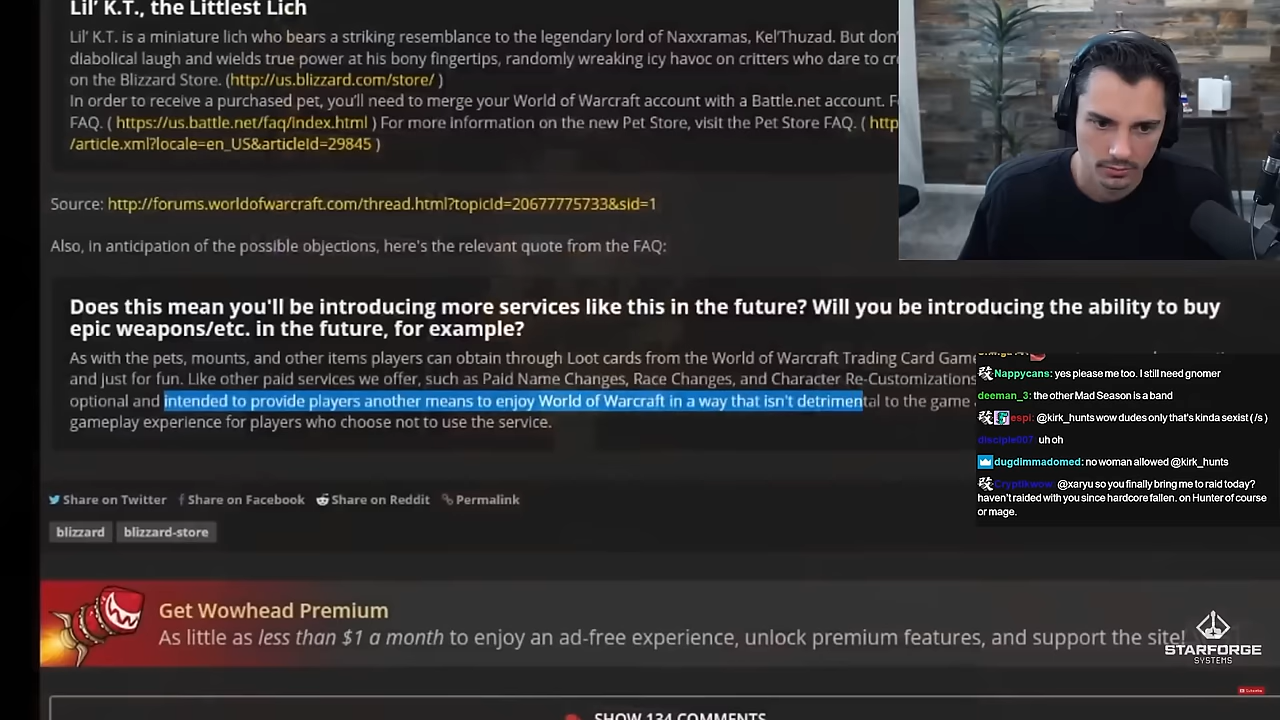 Lil' K.T., the Littlest Lich
Lil' K.T. is a miniature lich who bears a striking resemblance to the legendary lord of Naxxramas, Kel'Thuzad. But don'
diabolical laugh and wields true power at his bony fingertips, randomly wreaking icy havoc on critters who dare to cr
on the Blizzard Store. (http://us.blizzard.com/store/ )
In order to receive a purchased pet, you'll need to merge your World of Warcraft account with a Battle.net account. F
FAQ. ( https://us.battle.net/faq/index.html ) For more information on the new Pet Store, visit the Pet Store FAQ. ( http
/article.xml?locale=en_US&articleId=29845 )
Source: http://forums.worldofwarcraft.com/thread.html?topicId=20677775733&sid=1
Also, in anticipation of the possible objections, here's the relevant quote from the FAQ:
Does this mean you'll be introducing more services like this in the future? Will you be introducing the ability to buy
epic weapons/etc. in the future, for example?
As with the pets, mounts, and other items players can obtain through Loot cards from the World of Warcraft Trading Card Game
and just for fun. Like other paid services we offer, such as Paid Name Changes, Race Changes, and Character Re-Customizations
optional and intended to provide players another means to enjoy World of Warcraft in a way that isn't detrimental to the game
gameplay experience for players who choose not to use the service.
Nappycans: yes please me too. I still need gnomer
deeman_3: the other Mad Season is a band
espi: @kirk_hunts wow dudes only that's kinda sexist (/s)
disciple007 uh oh
dugdimmadomed: no woman allowed @kirk_hunts
Cryptikwow: @xaryu so you finally bring me to raid today?
haven't raided with you since hardcore fallen. on Hunter of course
or mage.
Share on Twitter Share on Facebook Share on Reddit Permalink
blizzard blizzard-store
Get Wowhead Premium
As little as less than $1 a month to enjoy an ad-free experience, unlock premium features, and support the site!
STARFORGE
SYSTEMS
SHOW 134 COMMENTS